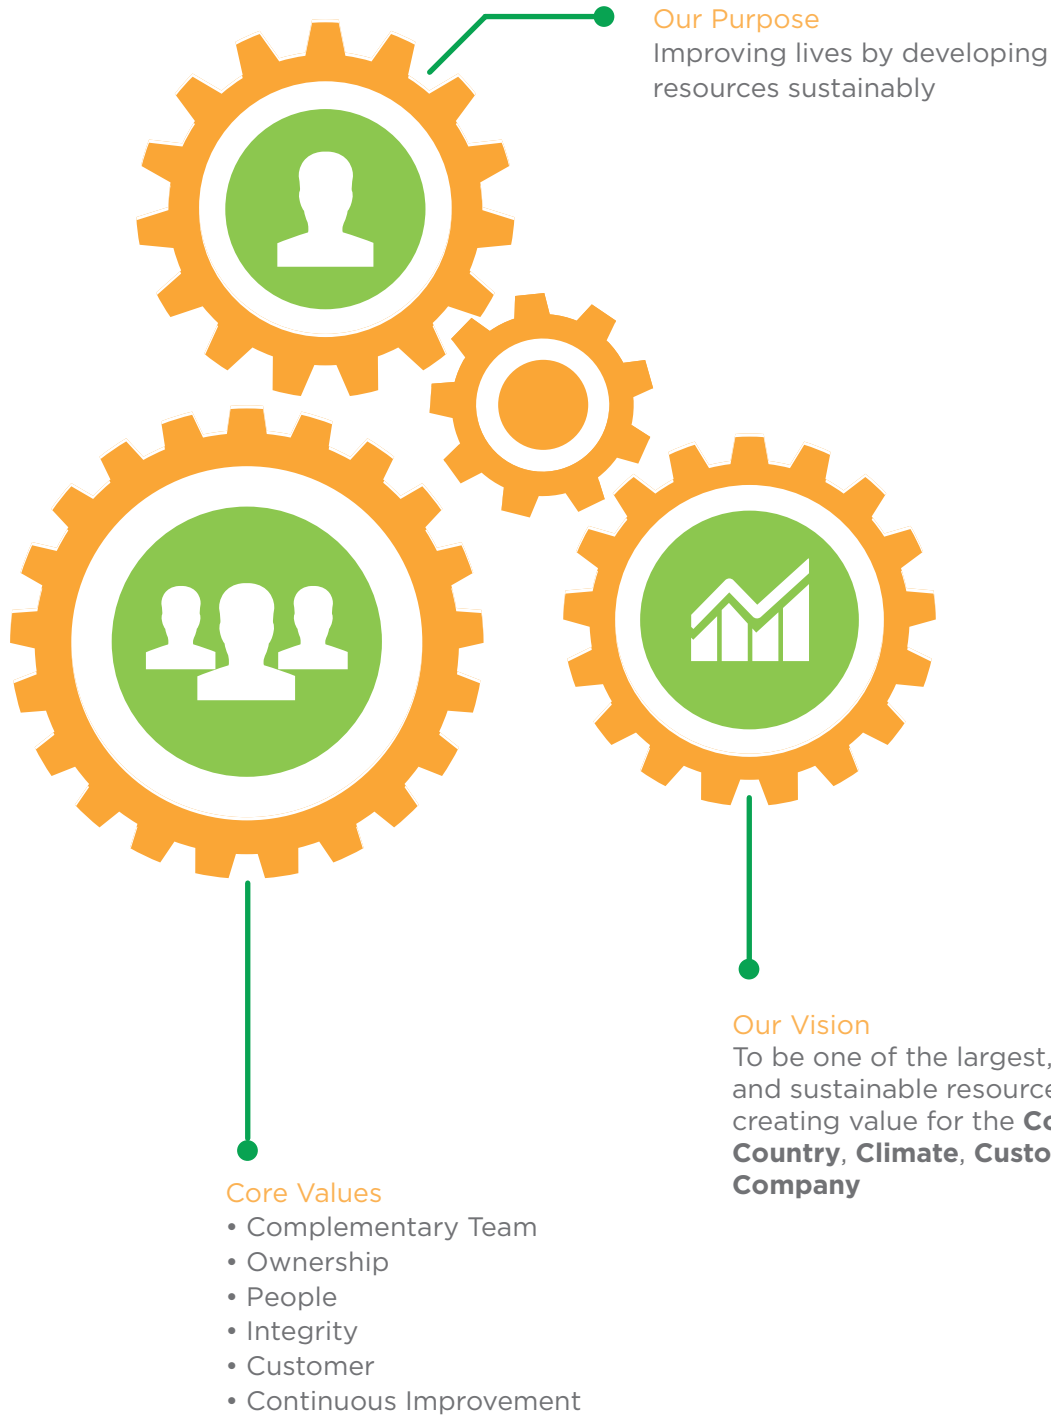 Our Purpose
Improving lives by developing
resources sustainably
Our Vision
To be one of the largest,
and sustainable resource
creating value for the
Country, Climate,
Company
Core Values
• Complementary Team
• Ownership
• People
• Integrity
• Customer
• Continuous Improvement